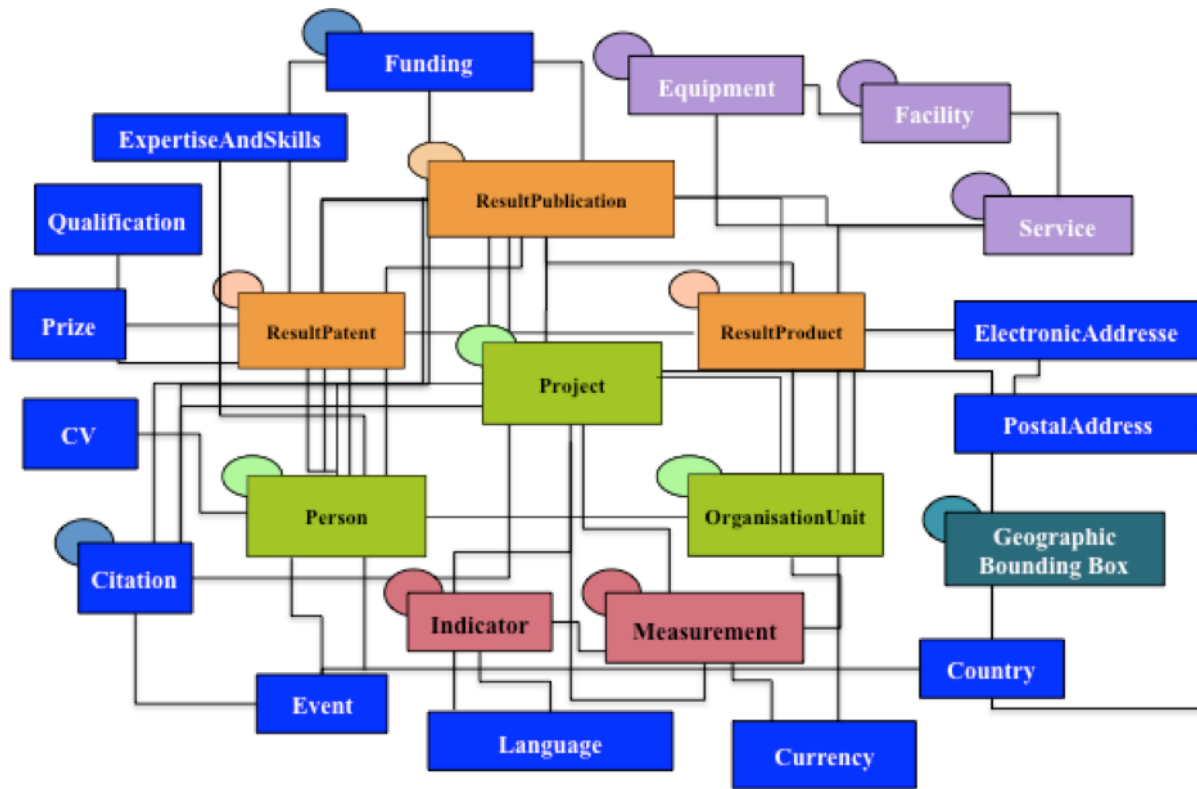 Funding
Equipment
Facility
ExpertiseAndSkills
ResultPublication
Qualification
Service
Prize
ResultPatent
ResultProduct
ElectronicAddresse
Project
CV
PostalAddress
Person
OrganisationUnit
Geographic
Bounding Box
Citation
Indicator
Measurement
Country
Event
Language
Currency